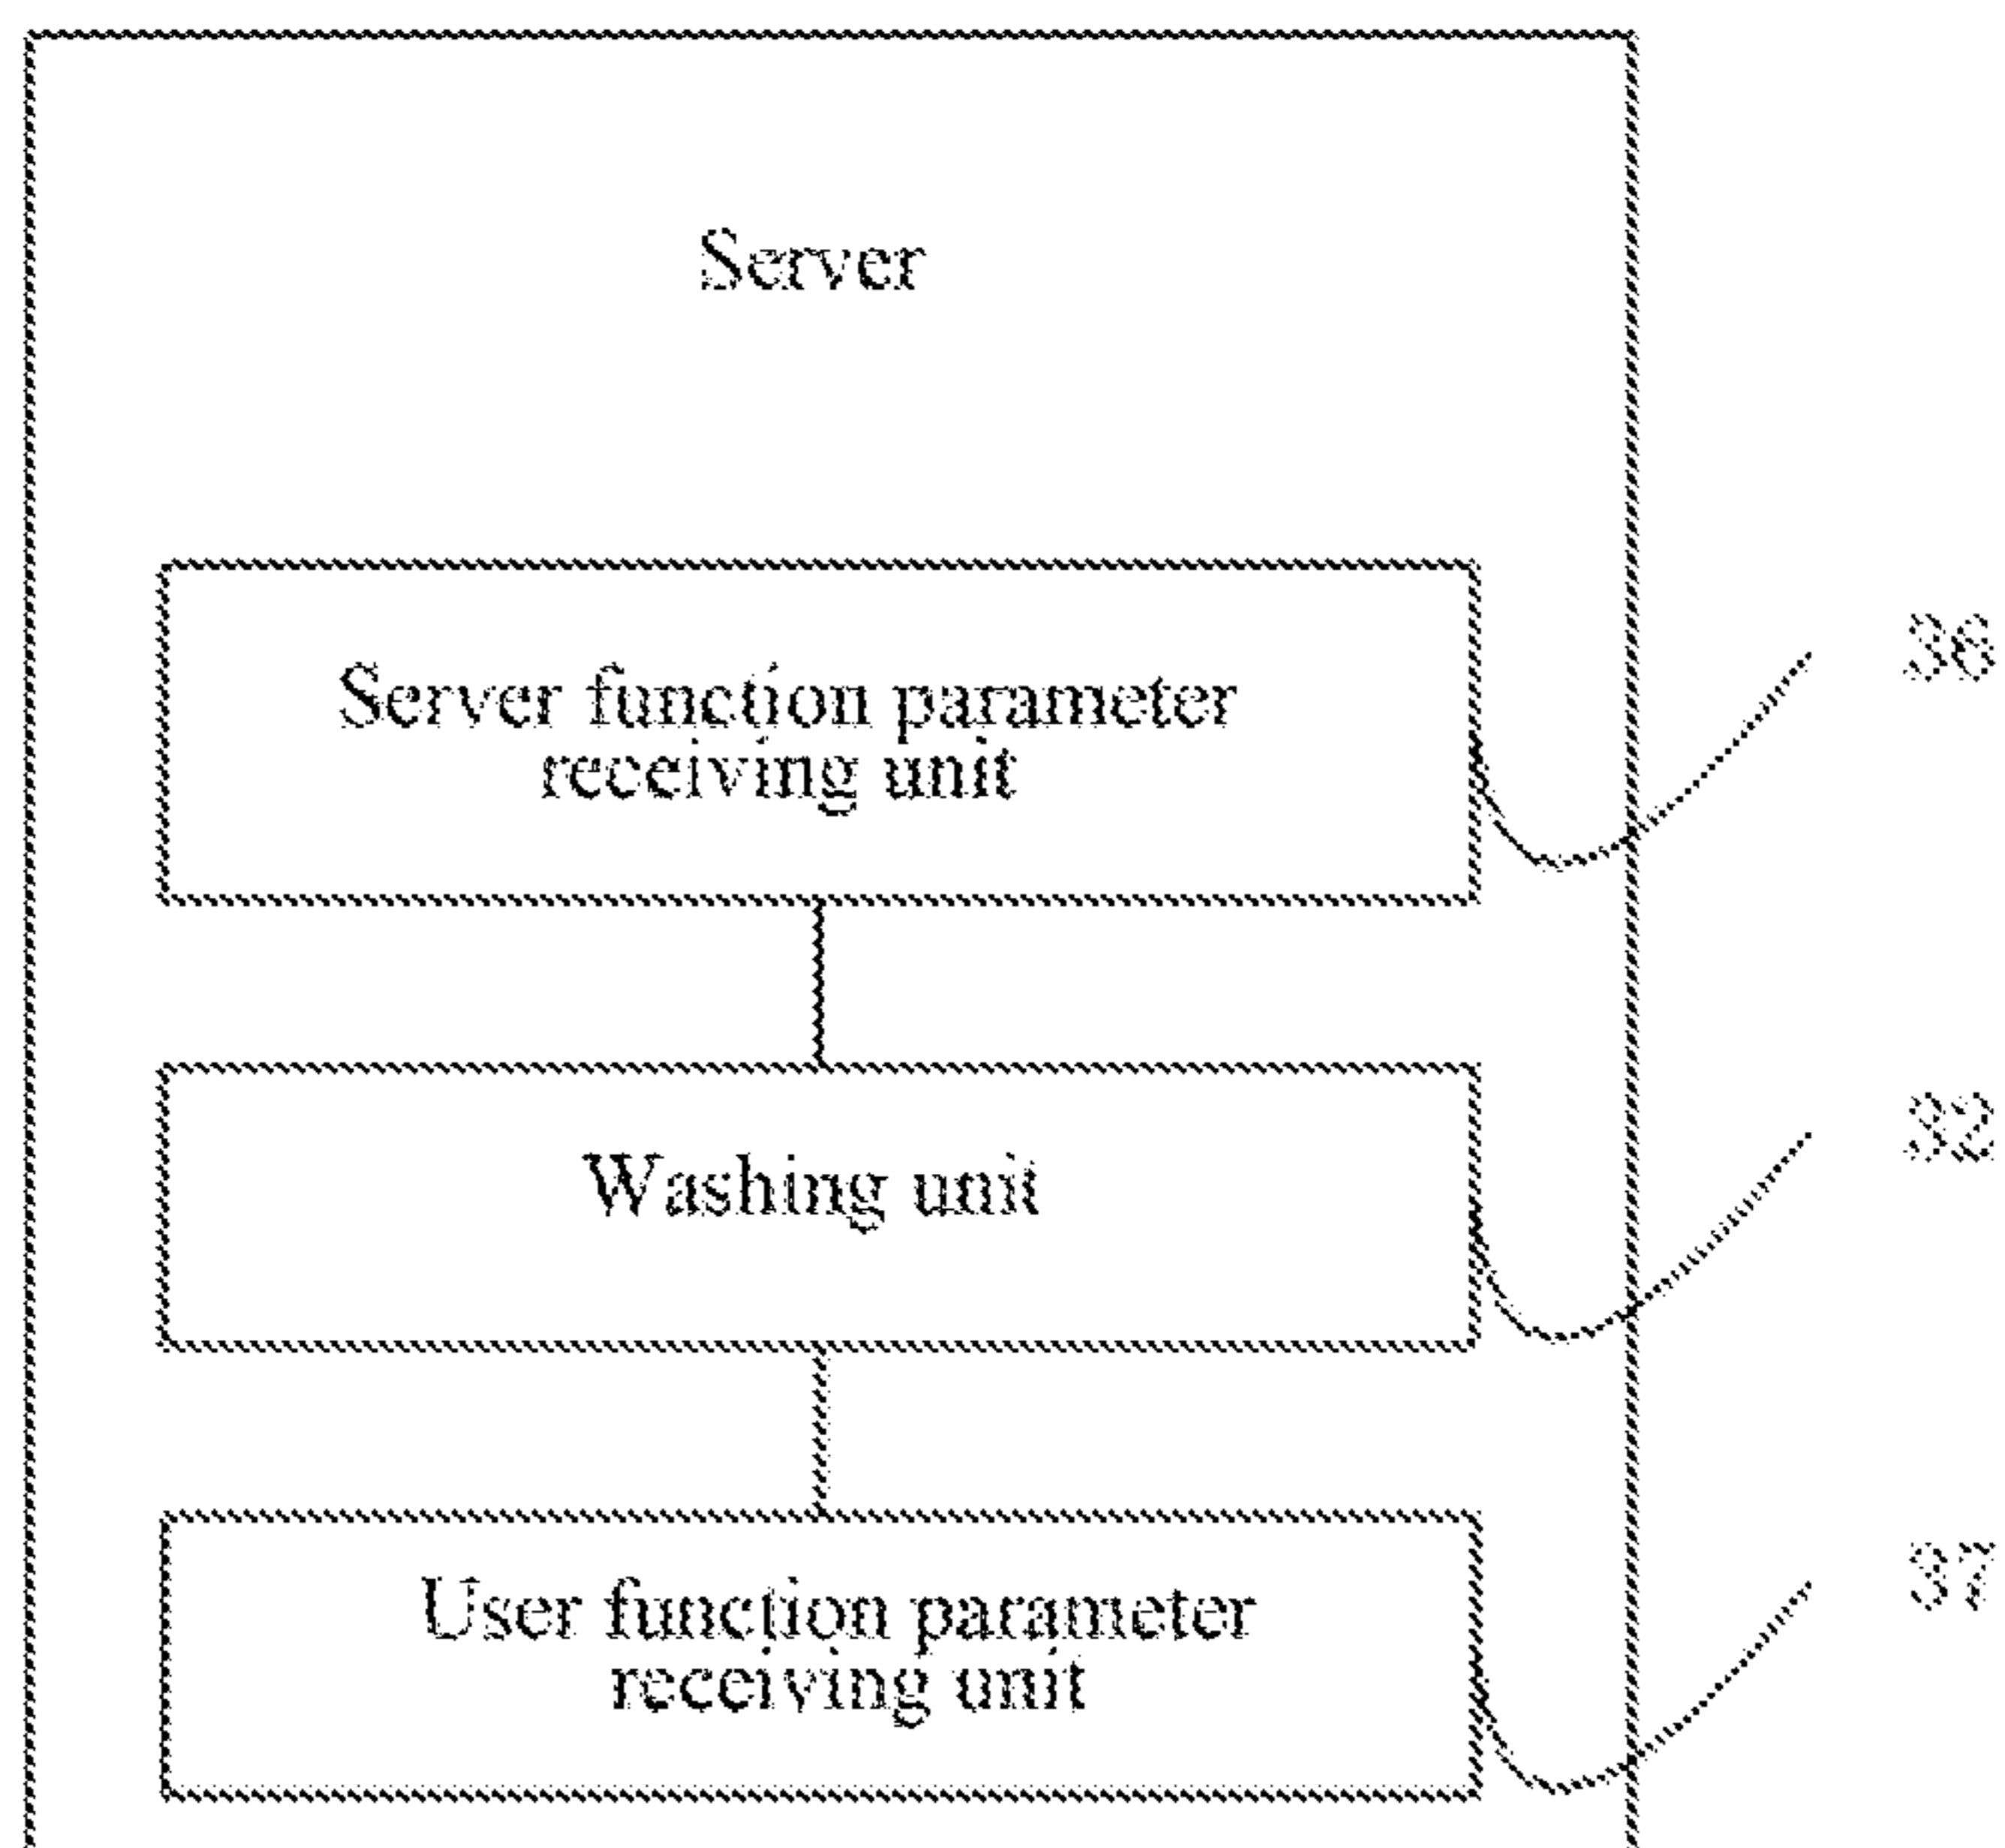 Server
Server function parameter
receiving unit
36
Washing unit
32
User function parameter
receiving unit
37